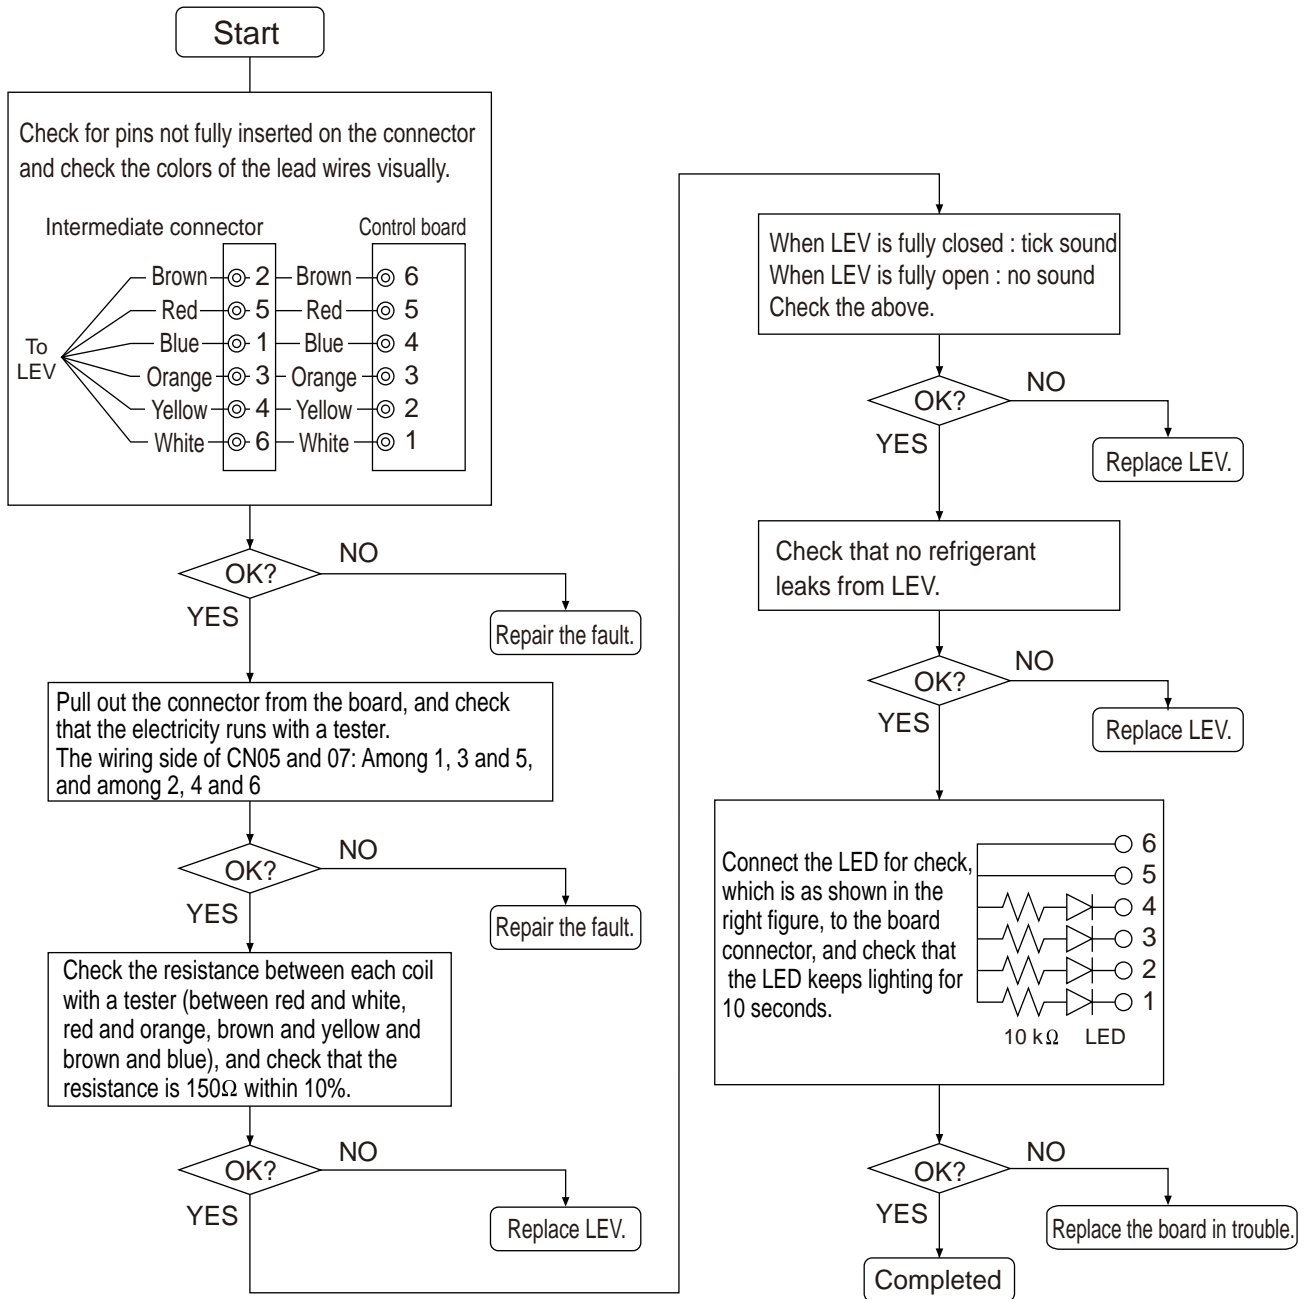 Start
Check for pins not fully inserted on the connector
and check the colors of the lead wires visually.
Intermediate connector
Control board
To
LEV
Brown 2 Brown 6
Red 5 Red 5
Blue 1 Blue 4
Orange 3 Orange 3
Yellow 4 Yellow 2
White 6 White 1
OK?
NO
YES
Repair the fault.
Pull out the connector from the board, and check
that the electricity runs with a tester.
The wiring side of CN05 and 07: Among 1, 3 and 5,
and among 2, 4 and 6
OK?
NO
YES
Repair the fault.
Check the resistance between each coil
with a tester (between red and white,
red and orange, brown and yellow and
brown and blue), and check that the
resistance is 150Ω within 10%.
OK?
NO
YES
Replace LEV.
When LEV is fully closed : tick sound
When LEV is fully open : no sound
Check the above.
OK?
NO
YES
Replace LEV.
Check that no refrigerant
leaks from LEV.
OK?
NO
YES
Replace LEV.
Connect the LED for check,
which is as shown in the
right figure, to the board
connector, and check that
the LED keeps lighting for
10 seconds.
6
5
4
3
2
1
10 kΩ LED
OK?
NO
YES
Replace the board in trouble.
Completed